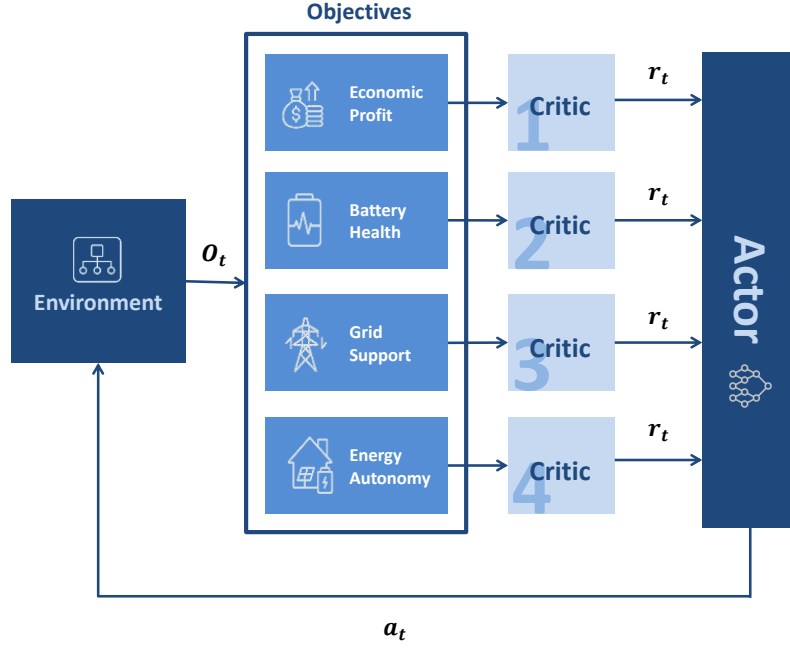 Objectives
Economic
Profit
1
Critic
r_t
Battery
Health
2
Critic
r_t
Environment
O_t
Grid
Support
3
Critic
r_t
Energy
Autonomy
4
Critic
r_t
Actor
a_t